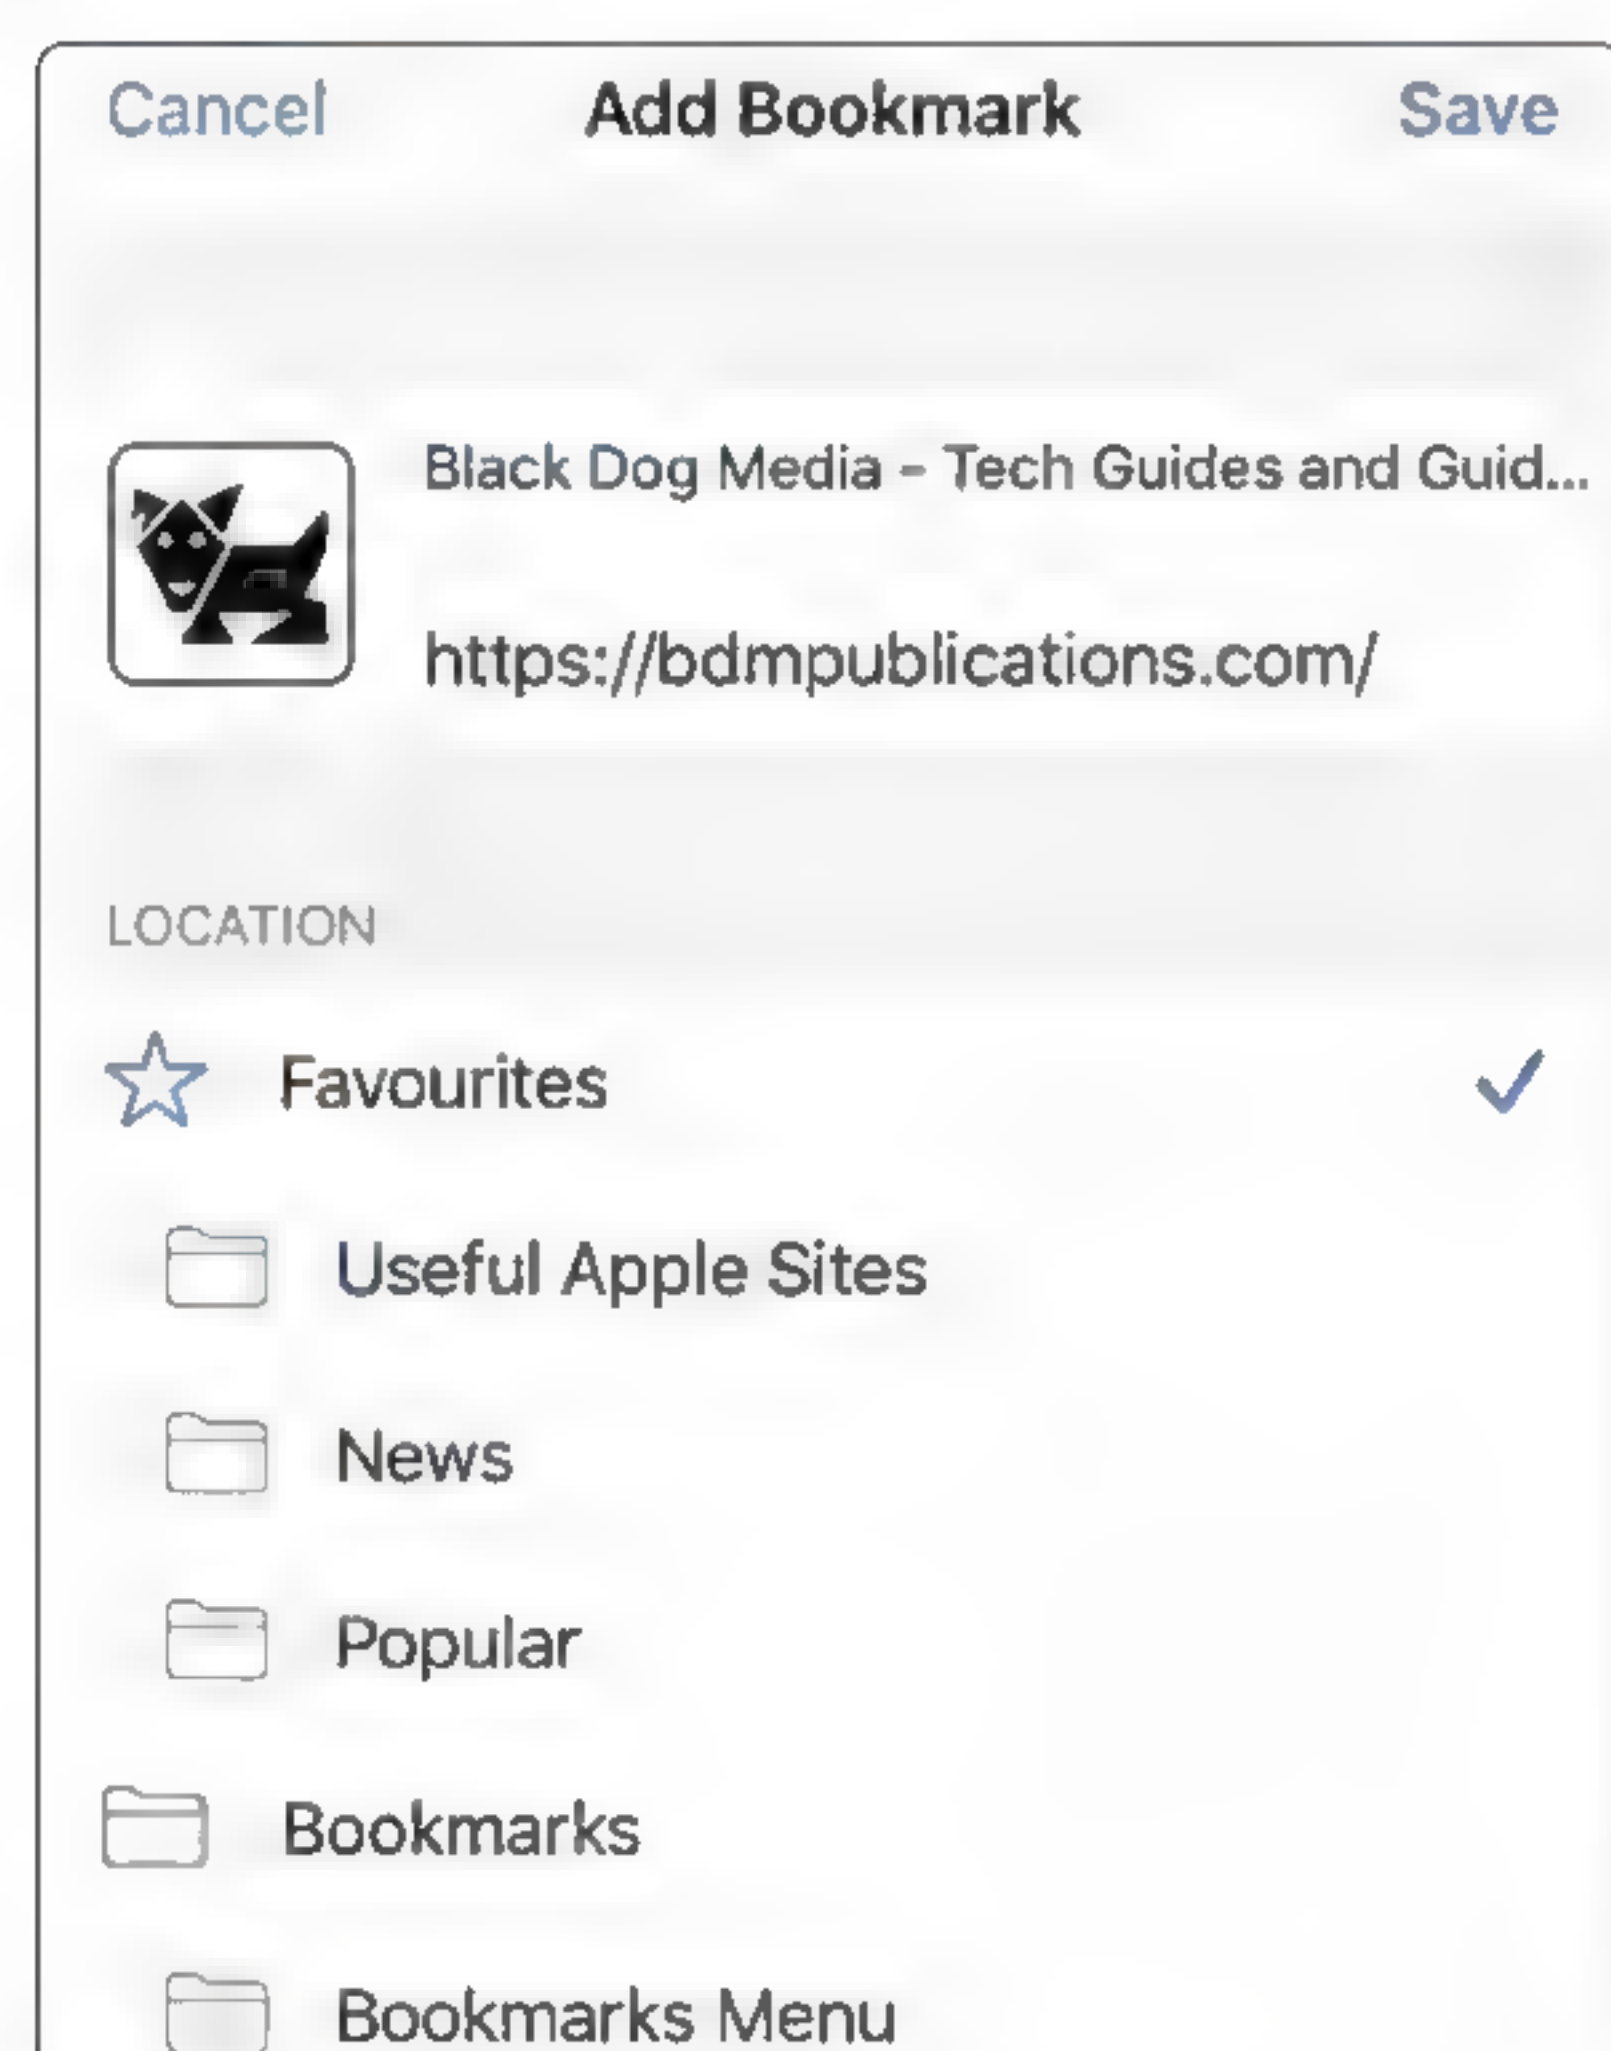 Cancel Add Bookmark Save
Black Dog Media - Tech Guides and Guid...
https://bdmpublications.com/
LOCATION
Favourites
Useful Apple Sites
News
Popular
Bookmarks
Bookmarks Menu